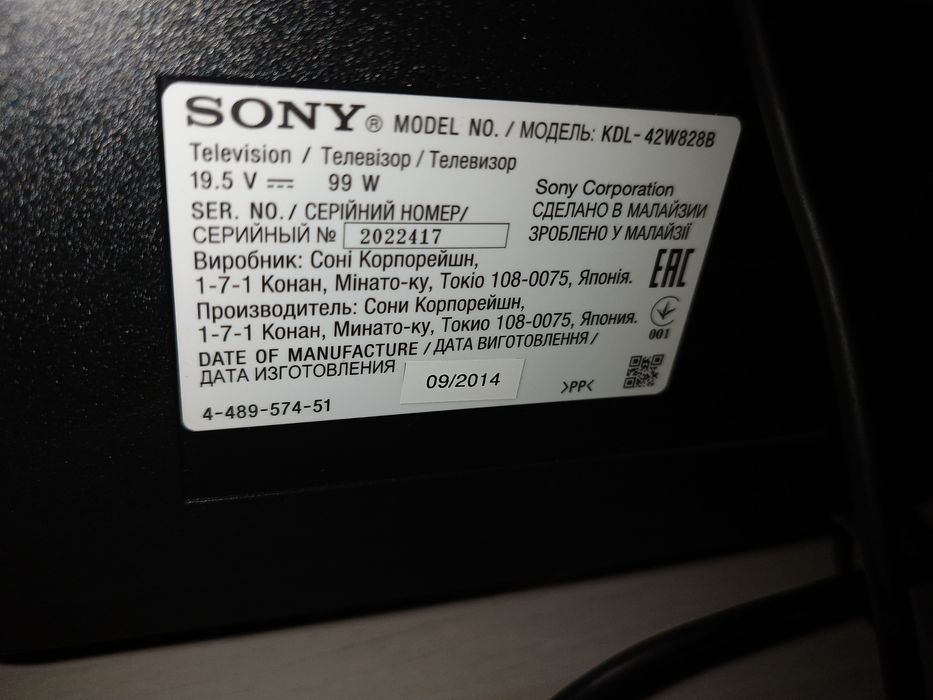 SONY® MODEL NO. / МОДЕЛЬ: KDL-42W828B
Television / Телевізор / Телевизор
19.5 V ⎓ 99 W
SER. NO. / СЕРІЙНИЙ НОМЕР/
СЕРИЙНЫЙ № 2022417
Sony Corporation
СДЕЛАНО В МАЛАЙЗИИ
ЗРОБЛЕНО У МАЛАЙЗІЇ
Виробник: Соні Корпорейшн,
1-7-1 Конан, Мінато-ку, Токіо 108-0075, Японія.
EAC
Производитель: Сони Корпорейшн,
1-7-1 Конан, Минато-ку, Токио 108-0075, Япония.
001
DATE OF MANUFACTURE / ДАТА ВИГОТОВЛЕННЯ /
ДАТА ИЗГОТОВЛЕНИЯ 09/2014
>PP<
4-489-574-51